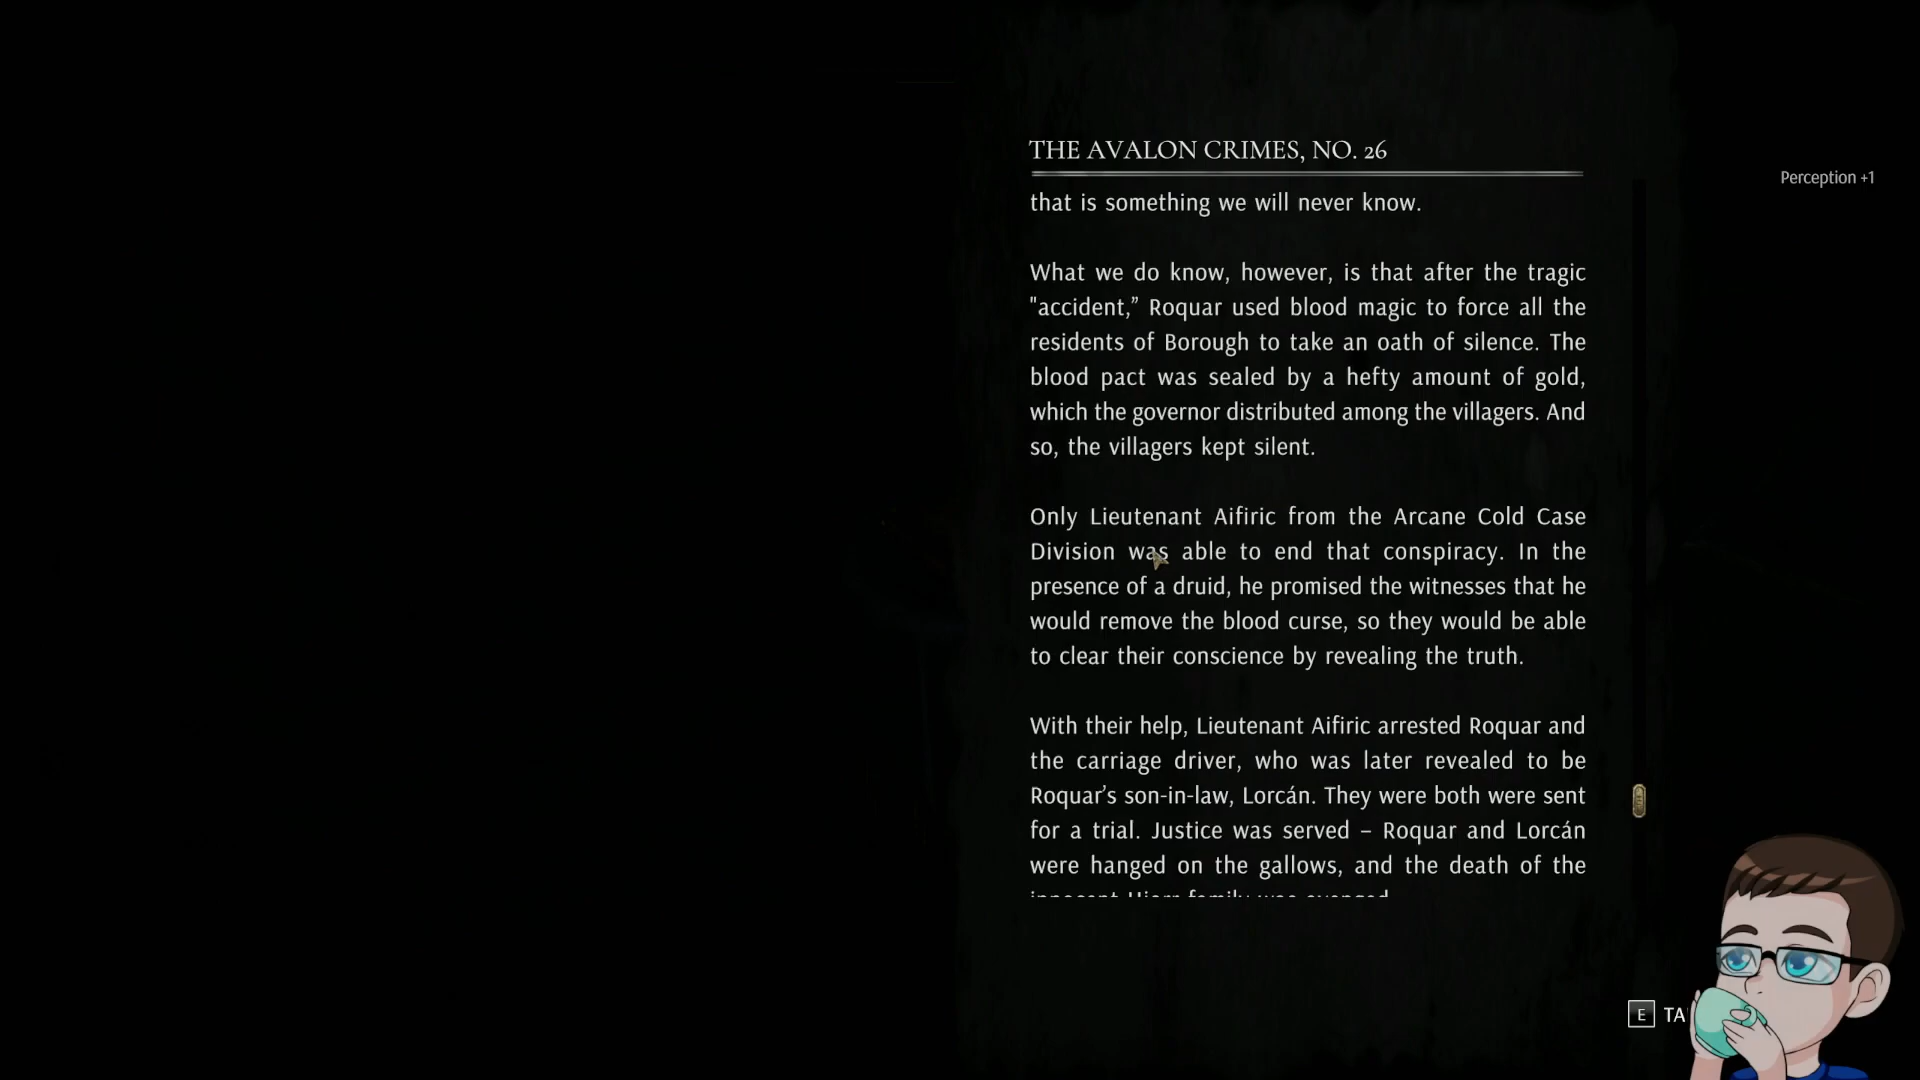 THE AVALON CRIMES, NO. 26
Perception +1
that is something we will never know.
What we do know, however, is that after the tragic
"accident,” Roquar used blood magic to force all the
residents of Borough to take an oath of silence. The
blood pact was sealed by a hefty amount of gold,
which the governor distributed among the villagers. And
so, the villagers kept silent.
Only Lieutenant Aifiric from the Arcane Cold Case
Division was able to end that conspiracy. In the
presence of a druid, he promised the witnesses that he
would remove the blood curse, so they would be able
to clear their conscience by revealing the truth.
With their help, Lieutenant Aifiric arrested Roquar and
the carriage driver, who was later revealed to be
Roquar’s son-in-law, Lorcán. They were both were sent
for a trial. Justice was served – Roquar and Lorcán
were hanged on the gallows, and the death of the
innocent Hjorn family was avenged
E TA